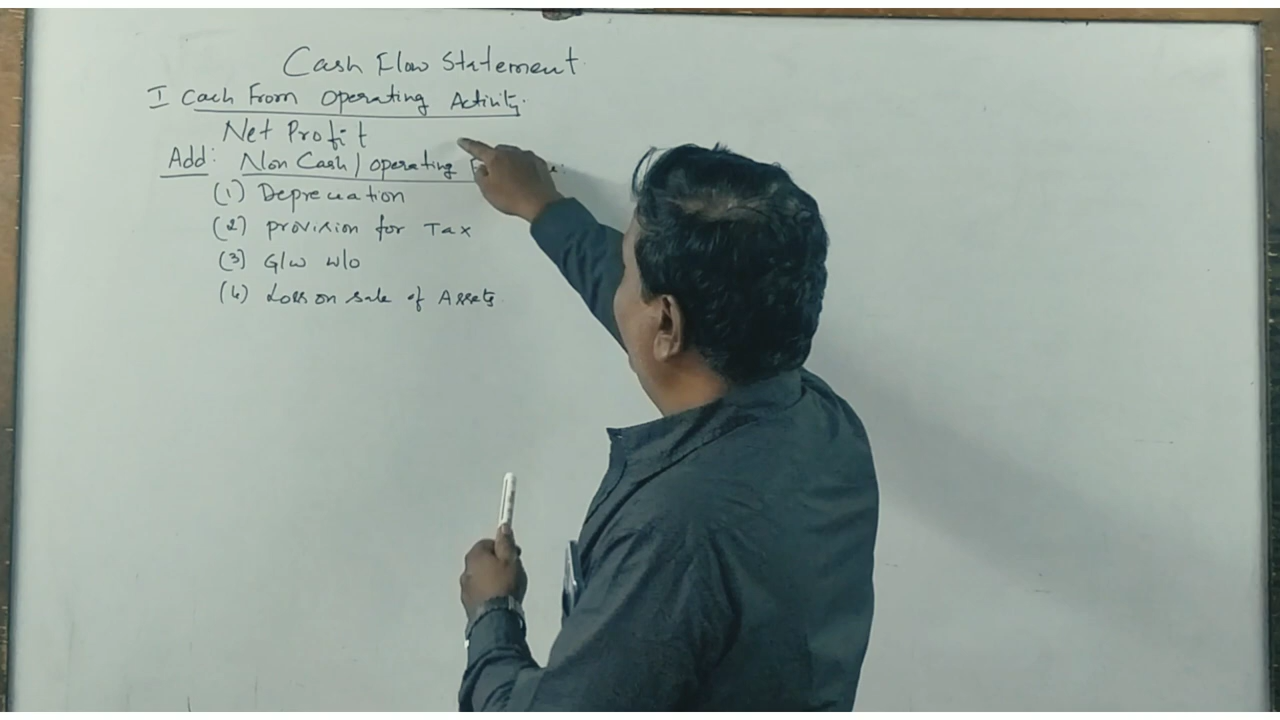 Cash Flow Statement
I Cash From Operating Activity.
Net Profit
Add: Non Cash / operating
(1) Depreciation
(2) provision for Tax
(3) G/w w/o
(4) Loss on sale of Assets